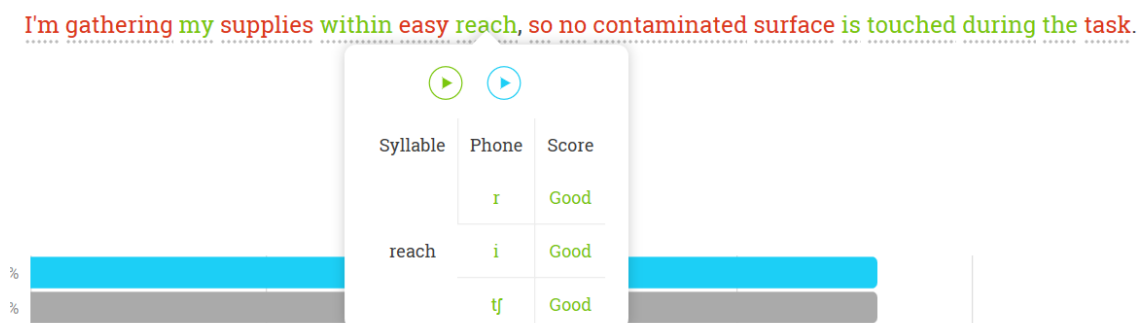 I'm gathering my supplies within easy reach, so no contaminated surface is touched during the task.
Syllable Phone Score
r Good
reach i Good
tʃ Good
%
%